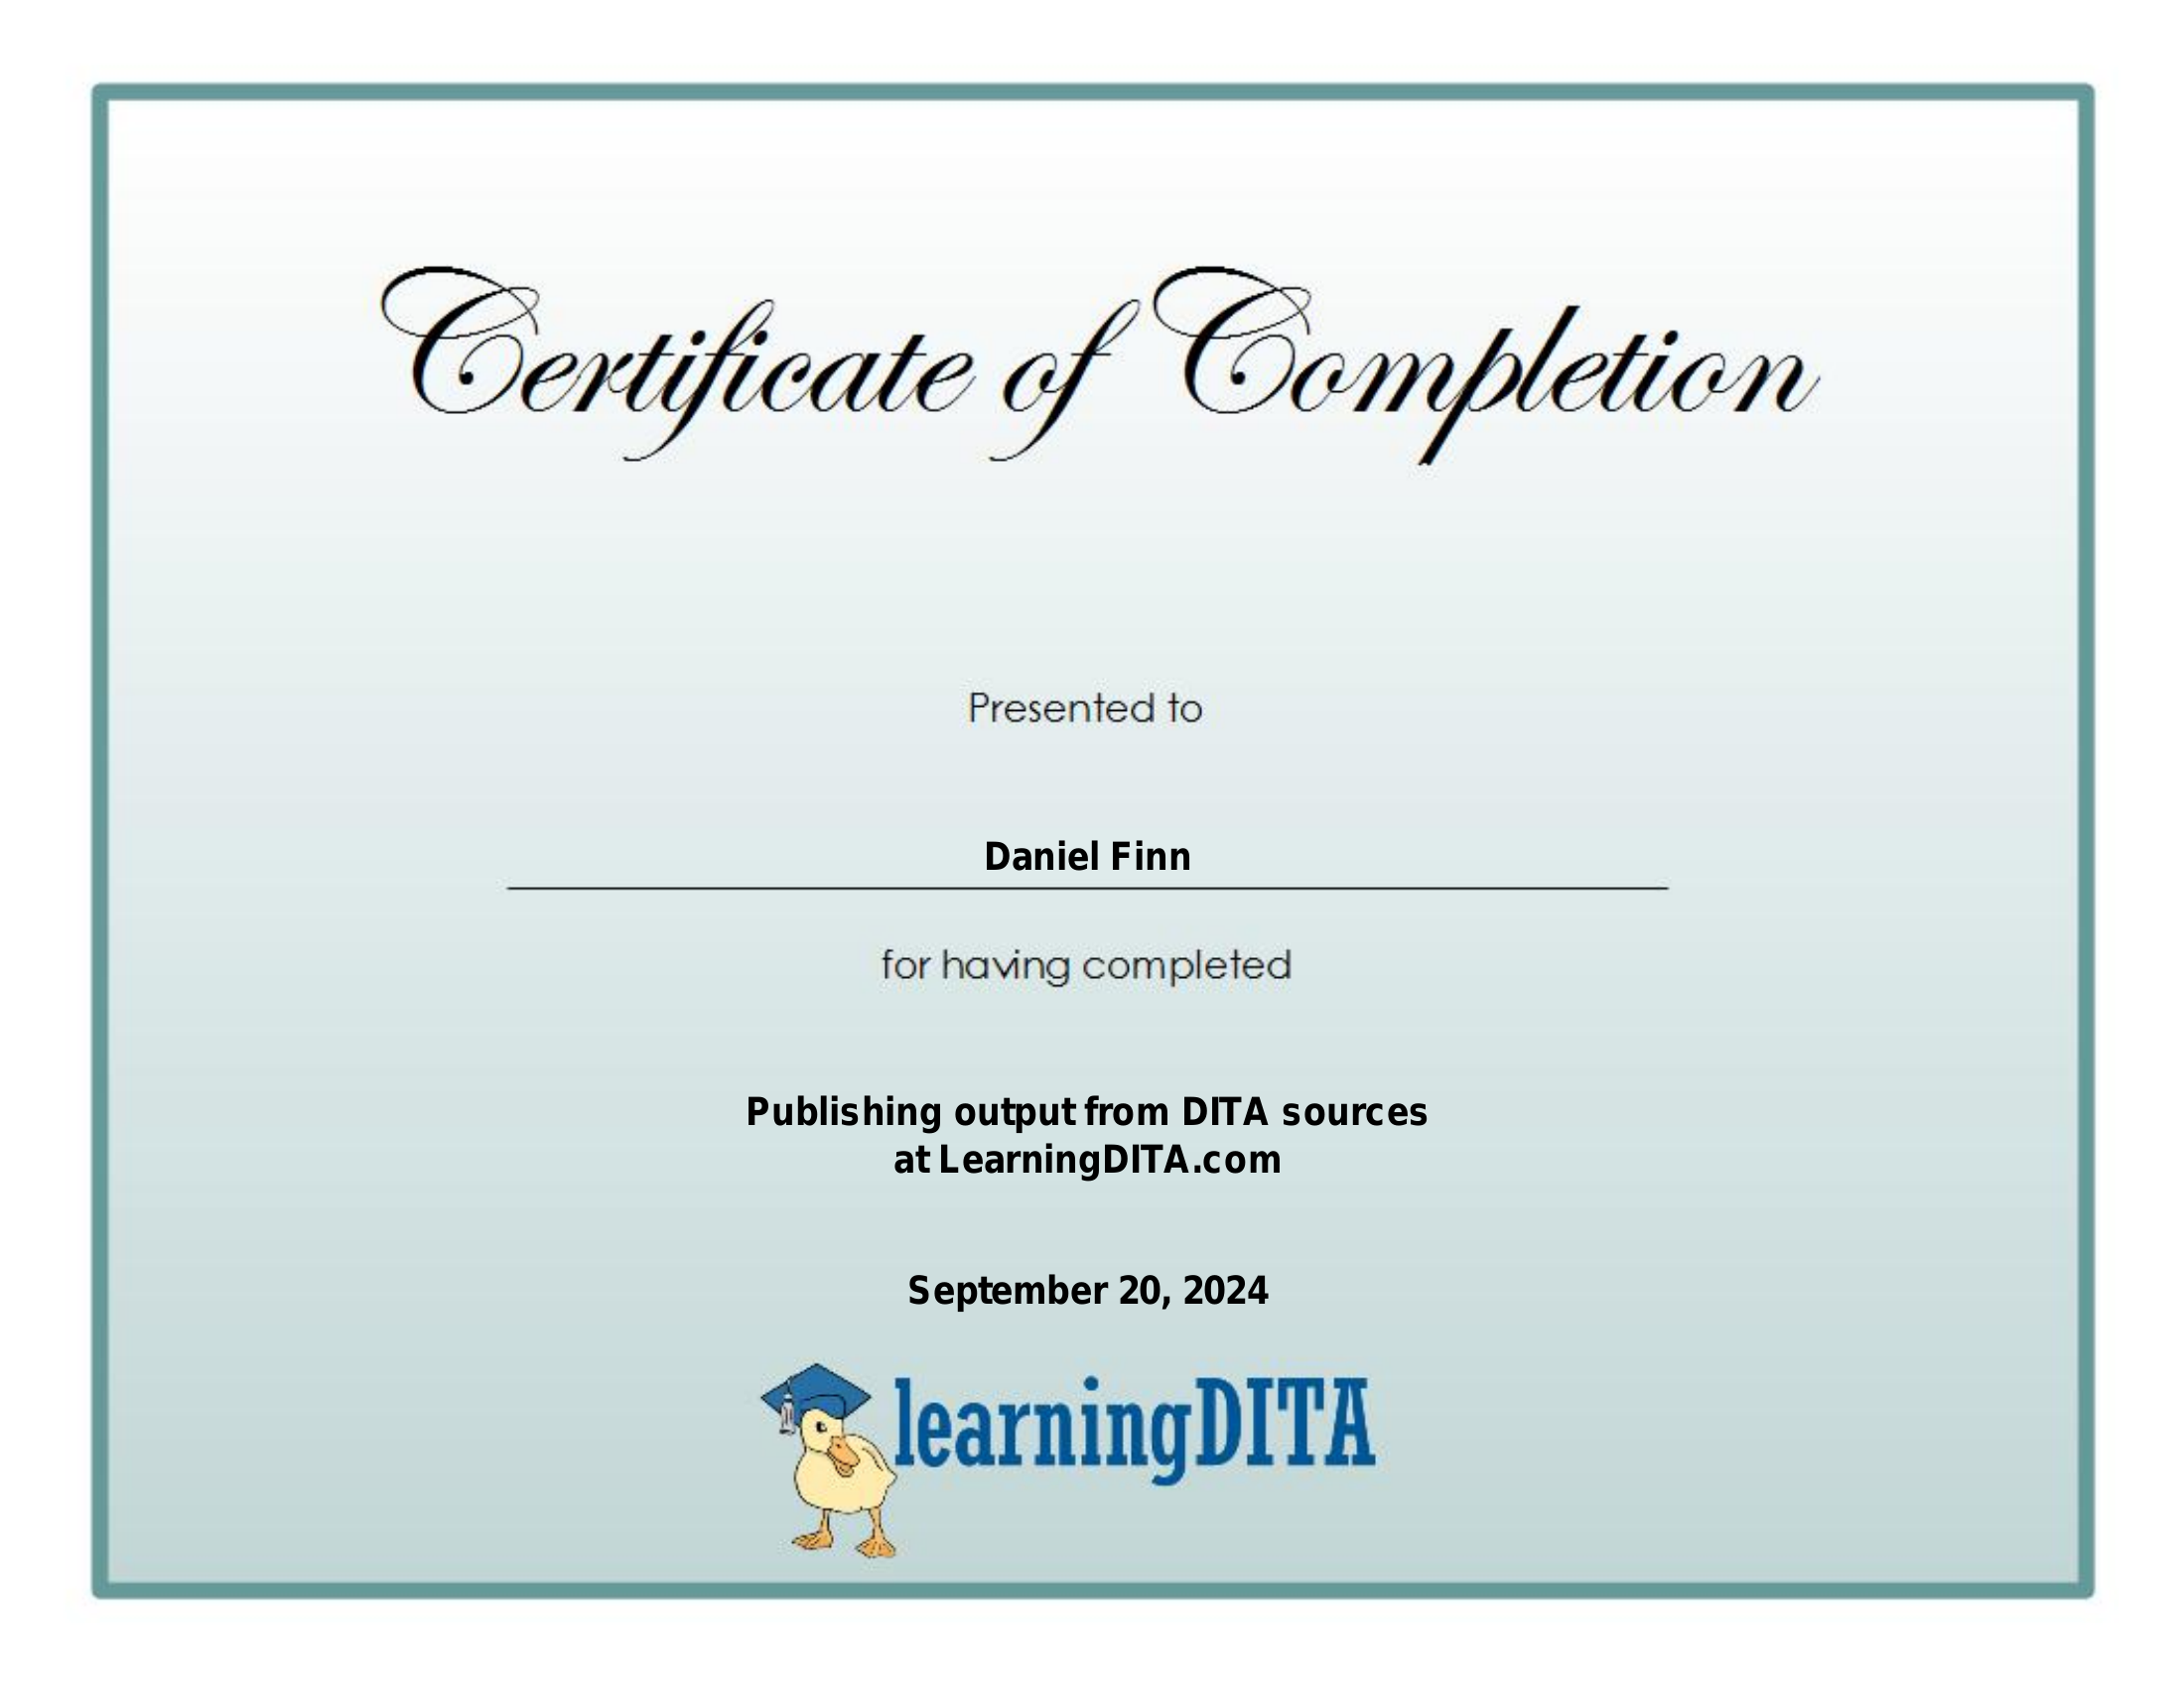 Certificate of Completion
Presented to
Daniel Finn
for having completed
Publishing output from DITA sources
at LearningDITA.com
September 20, 2024
learningDITA